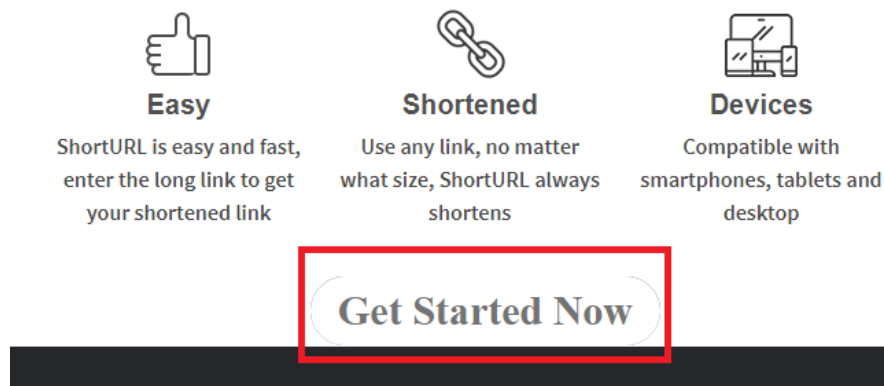 Easy
ShortURL is easy and fast,
enter the long link to get
your shortened link
Shortened
Use any link, no matter
what size, ShortURL always
shortens
Devices
Compatible with
smartphones, tablets and
desktop
Get Started Now